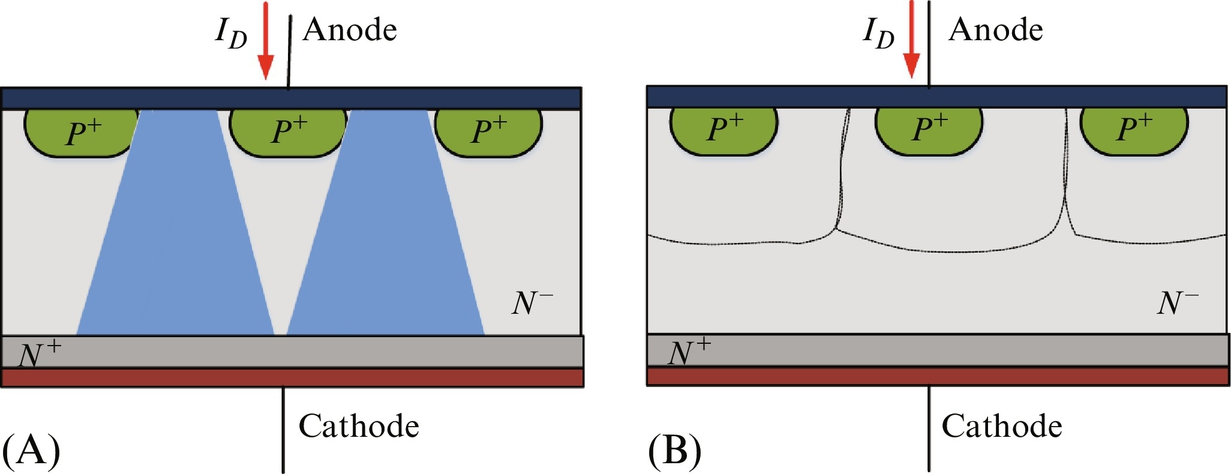 I_D Anode
P+ P+ P+
N−
N+
Cathode
(A)
I_D Anode
P+ P+ P+
N−
N+
Cathode
(B)